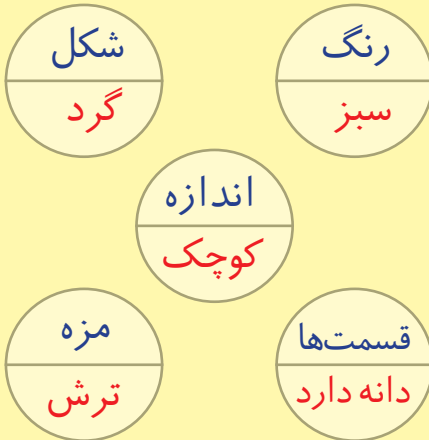 رنگ
سبز
شکل
گرد
اندازه
کوچک
قسمت‌ها
دانه دارد
مزه
ترش